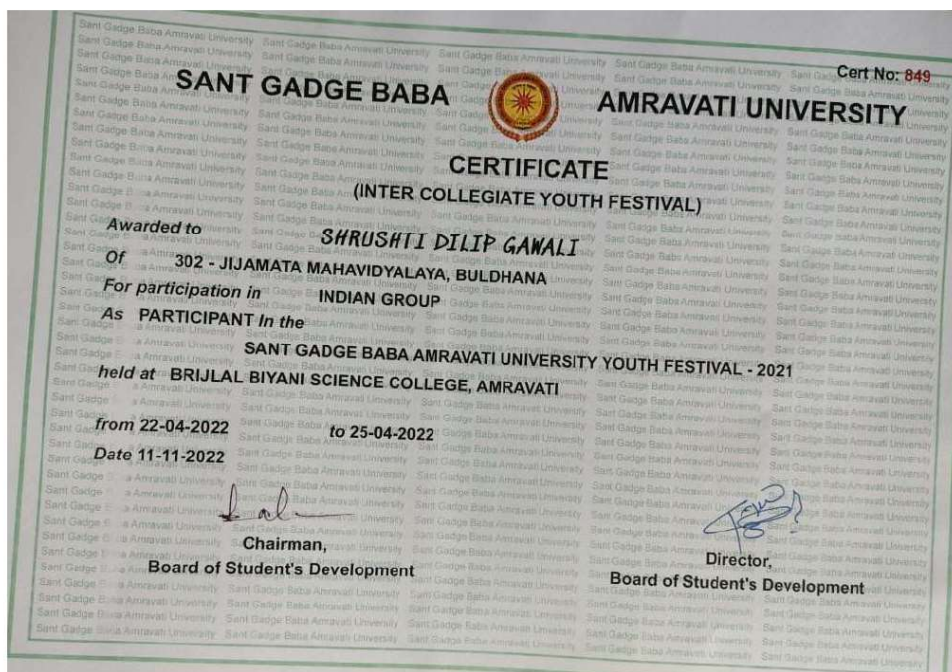 Cert No: 849
SANT GADGE BABA AMRAVATI UNIVERSITY
CERTIFICATE
(INTER COLLEGIATE YOUTH FESTIVAL)
Awarded to SHRUSHTI DILIP GAWALI
Of 302 - JIJAMATA MAHAVIDYALAYA, BULDHANA
For participation in INDIAN GROUP
As PARTICIPANT In the
SANT GADGE BABA AMRAVATI UNIVERSITY YOUTH FESTIVAL - 2021
held at BRIJLAL BIYANI SCIENCE COLLEGE, AMRAVATI
from 22-04-2022 to 25-04-2022
Date 11-11-2022
Chairman,
Board of Student's Development
Director,
Board of Student's Development